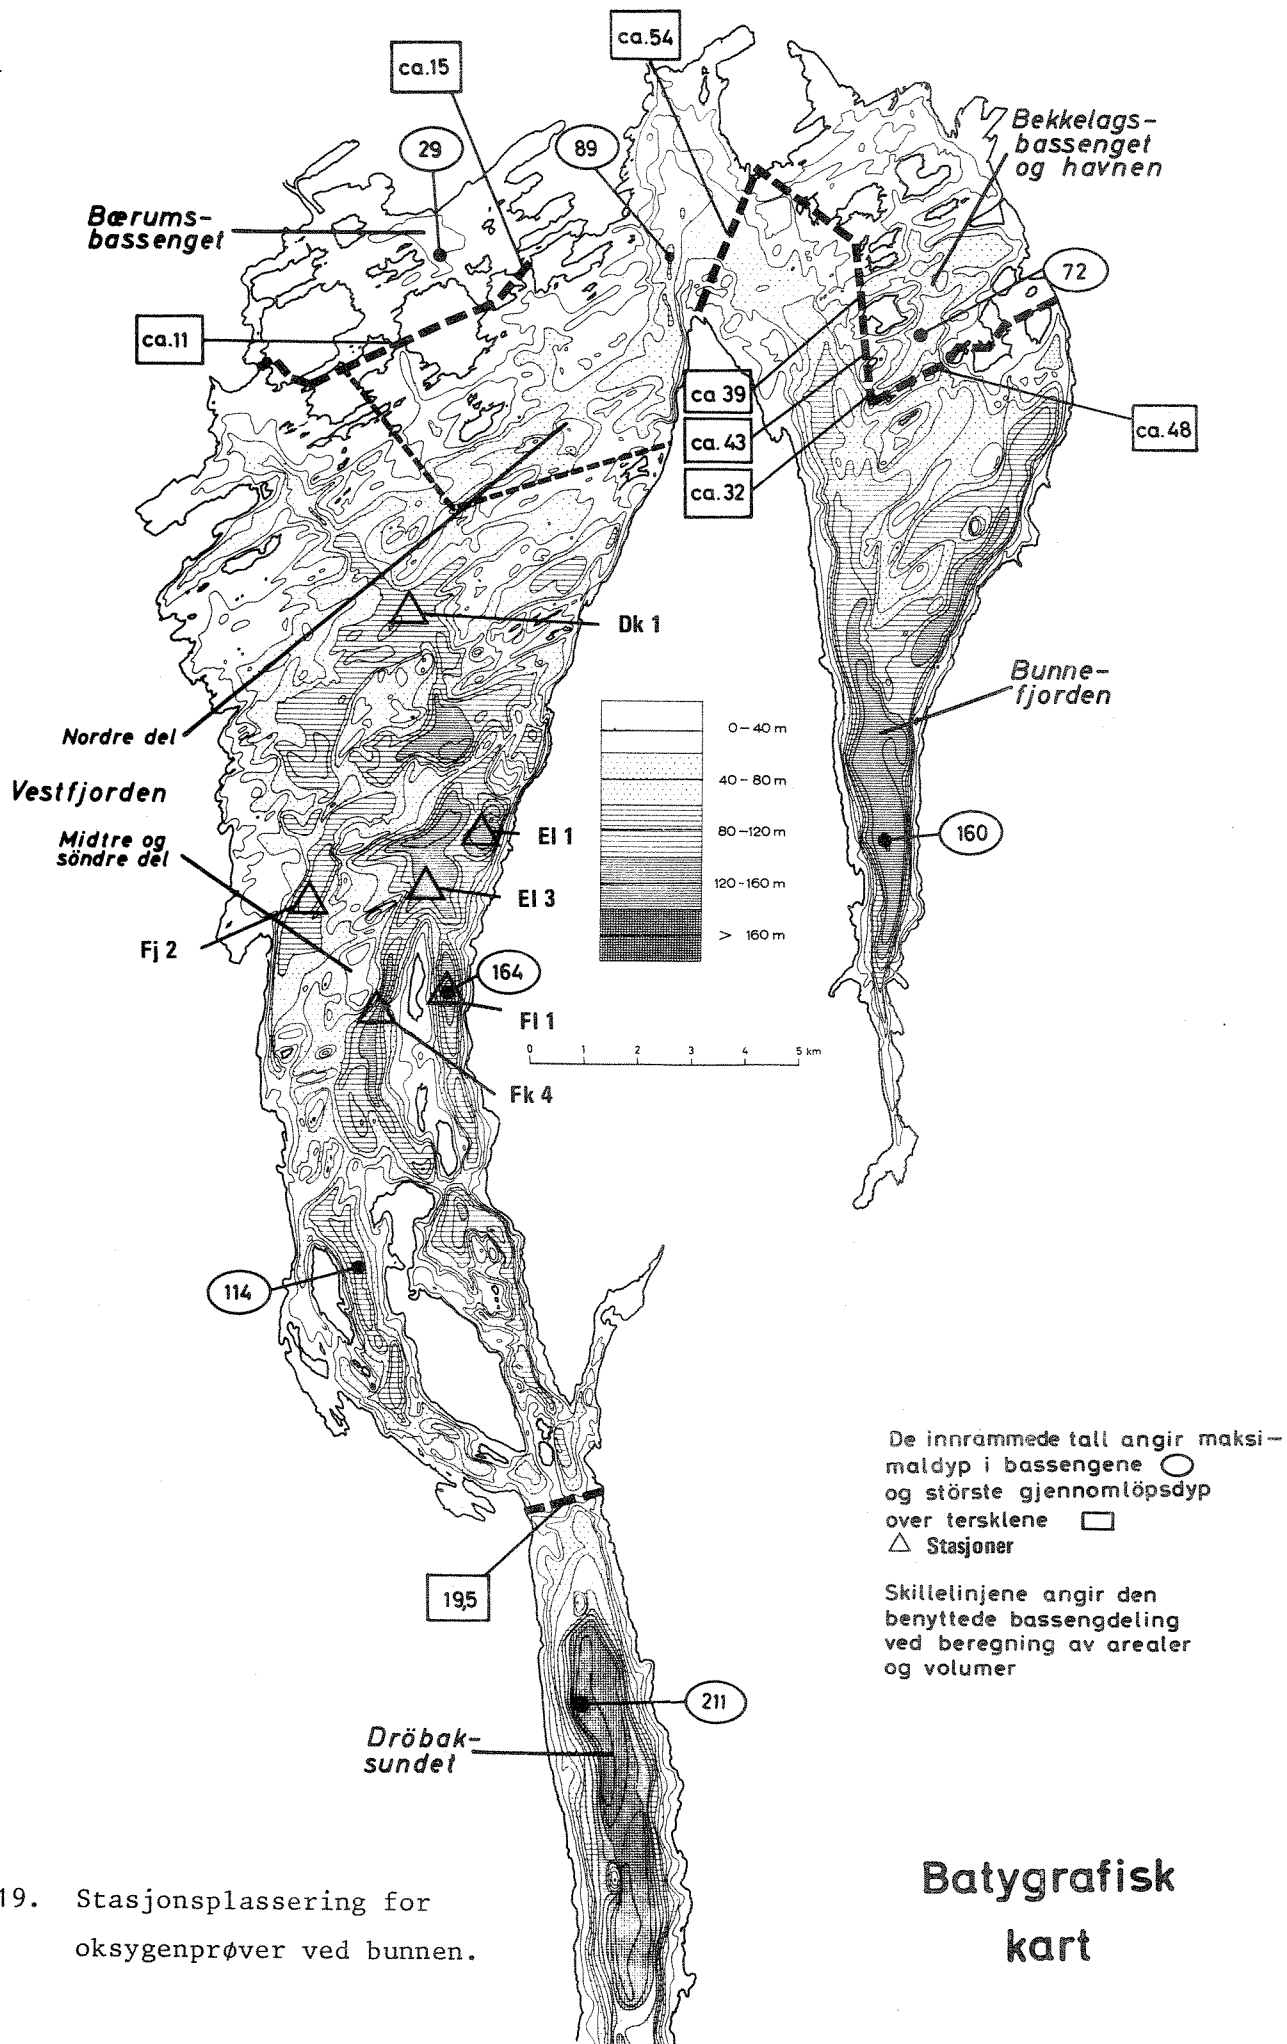 ca.54
ca.15
29
89
Bekkelags-
bassenget
og havnen
Bærums-
bassenget
72
ca.11
ca 39
ca.43
ca.32
ca.48
Dk 1
Bunne-
fjorden
Nordre del
0-40 m
40-80 m
80-120 m
120-160 m
> 160 m
Vestfjorden
Midtre og
söndre del
El 1
160
El 3
Fj 2
164
Fl 1
0 1 2 3 4 5 km
Fk 4
114
De innrammede tall angir maksi-
maldyp i bassengene
og störste gjennomlöpsdyp
over tersklene
Stasjoner
19,5
Skillelinjene angir den
benyttede bassengdeling
ved beregning av arealer
og volumer
211
Dröbak-
sundet
Batygrafisk
kart
19. Stasjonsplassering for
oksygenprøver ved bunnen.